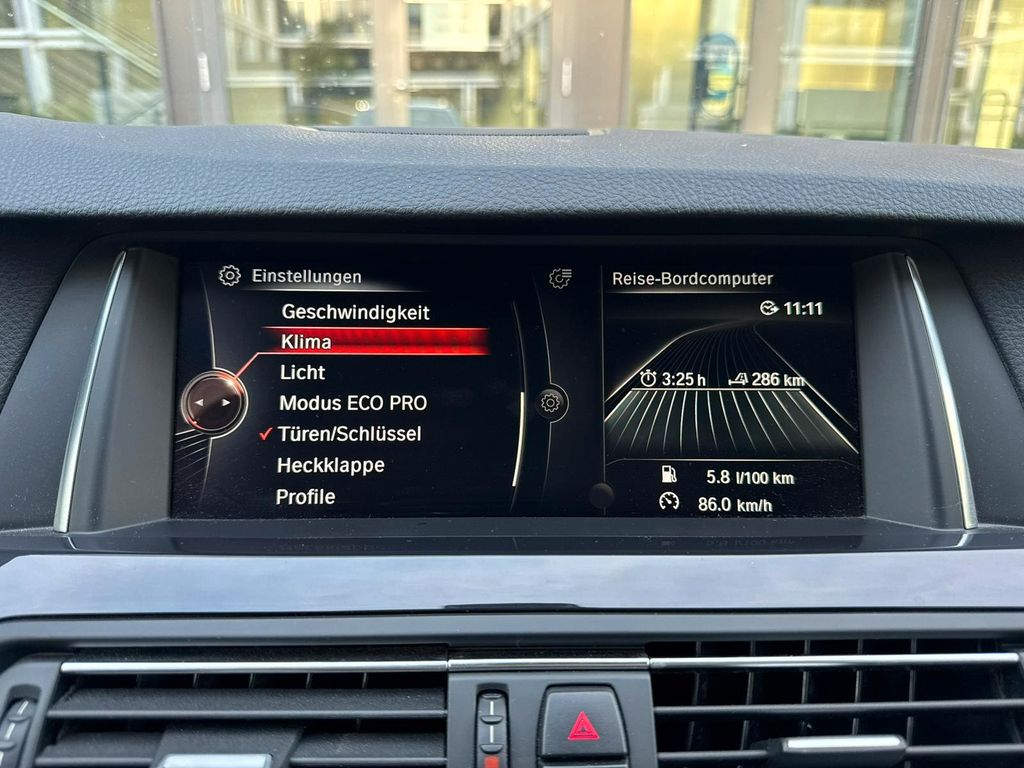 Einstellungen
Geschwindigkeit
Klima
Licht
Modus ECO PRO
Türen/Schlüssel
Heckklappe
Profile
Reise-Bordcomputer
11:11
3:25 h 286 km
5.8 l/100 km
86.0 km/h